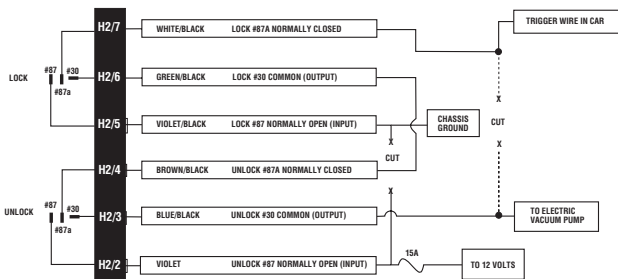 H2/7 WHITE/BLACK LOCK #87A NORMALLY CLOSED
TRIGGER WIRE IN CAR
#87 #30
#87a
LOCK
H2/6 GREEN/BLACK LOCK #30 COMMON (OUTPUT)
CUT
H2/5 VIOLET/BLACK LOCK #87 NORMALLY OPEN (INPUT)
CHASSIS
GROUND
CUT
H2/4 BROWN/BLACK UNLOCK #87A NORMALLY CLOSED
#87 #30
#87a
UNLOCK
H2/3 BLUE/BLACK UNLOCK #30 COMMON (OUTPUT)
TO ELECTRIC
VACUUM PUMP
H2/2 VIOLET UNLOCK #87 NORMALLY OPEN (INPUT)
15A
TO 12 VOLTS
X
X
X
X